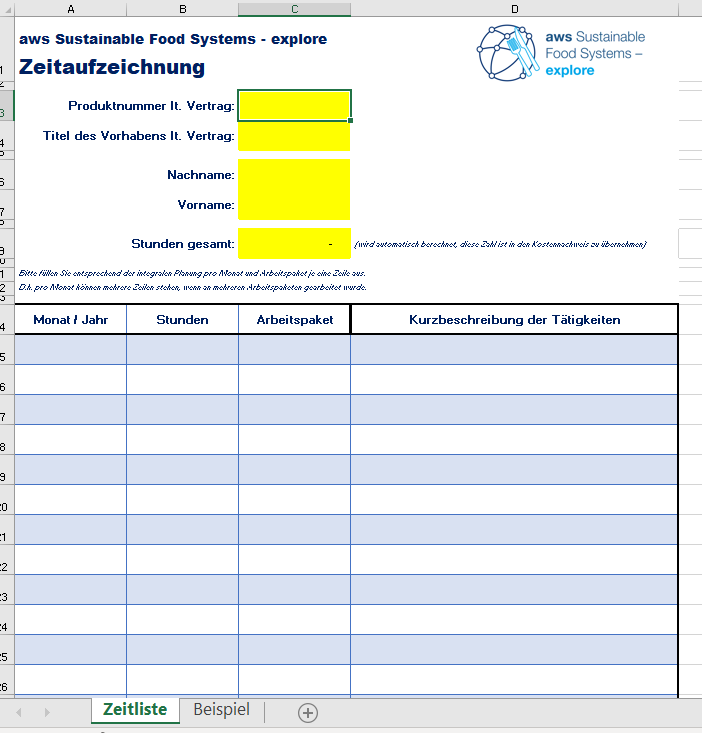 A B C D
aws Sustainable Food Systems - explore
Zeitaufzeichnung
aws Sustainable
Food Systems –
explore
Produktnummer lt. Vertrag:
Titel des Vorhabens lt. Vertrag:
Nachname:
Vorname:
Stunden gesamt: - (wird automatisch berechnet, diese Zahl ist in den Kostennachweis zu übernehmen)
Bitte füllen Sie entsprechend der integralen Planung pro Monat und Arbeitspaket je eine Zeile aus.
D.h. pro Monat können mehrere Zeilen stehen, wenn an mehreren Arbeitspaketen gearbeitet wurde.
Monat / Jahr Stunden Arbeitspaket Kurzbeschreibung der Tätigkeiten
Zeitliste Beispiel